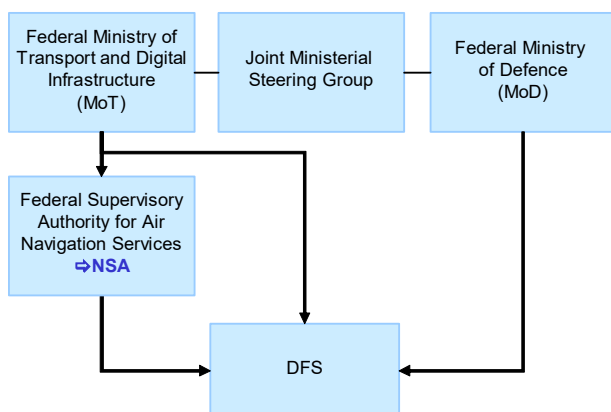 Federal Ministry of
Transport and Digital
Infrastructure
(MoT)
Joint Ministerial
Steering Group
Federal Ministry
of Defence
(MoD)
Federal Supervisory
Authority for Air
Navigation Services
⇨NSA
DFS